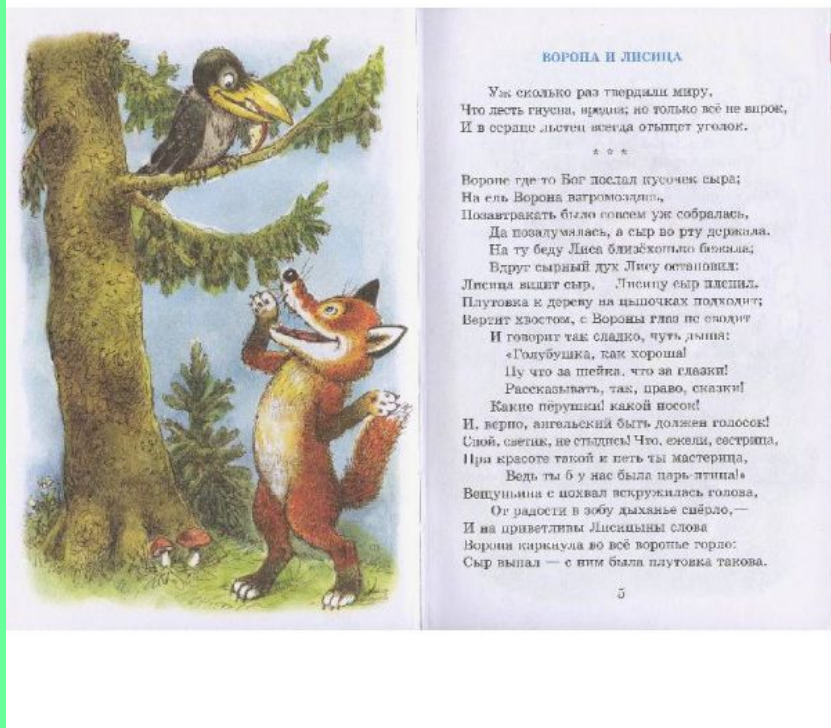 ВОРОНА И ЛИСИЦА
Уж сколько раз твердили миру,
Что лесть гнусна, вредна; но только всё не впрок,
И в сердце льстец всегда отыщет уголок.
* * *
Вороне где-то Бог послал кусочек сыра;
На ель Ворона взгромоздясь,
Позавтракать было совсем уж собралась,
Да позадумалась, а сыр во рту держала.
На ту беду Лиса близёхонько бежала;
Вдруг сырный дух Лису остановил:
Лисица видит сыр, Лисицу сыр пленил.
Плутовка к дереву на цыпочках подходит;
Вертит хвостом, с Вороны глаз не сводит
И говорит так сладко, чуть дыша:
«Голубушка, как хороша!
Ну что за шейка, что за глазки!
Рассказывать, так, право, сказки!
Какие пёрушки! какой носок!
И, верно, ангельский быть должен голосок!
Спой, светик, не стыдись! Что, ежели, сестрица,
При красоте такой и петь ты мастерица,
Ведь ты б у нас была царь-птица!»
Вещуньина с похвал вскружилась голова,
От радости в зобу дыханье спёрло,—
И на приветливы Лисицыны слова
Ворона каркнула во всё воронье горло:
Сыр выпал — с ним была плутовка такова.
5